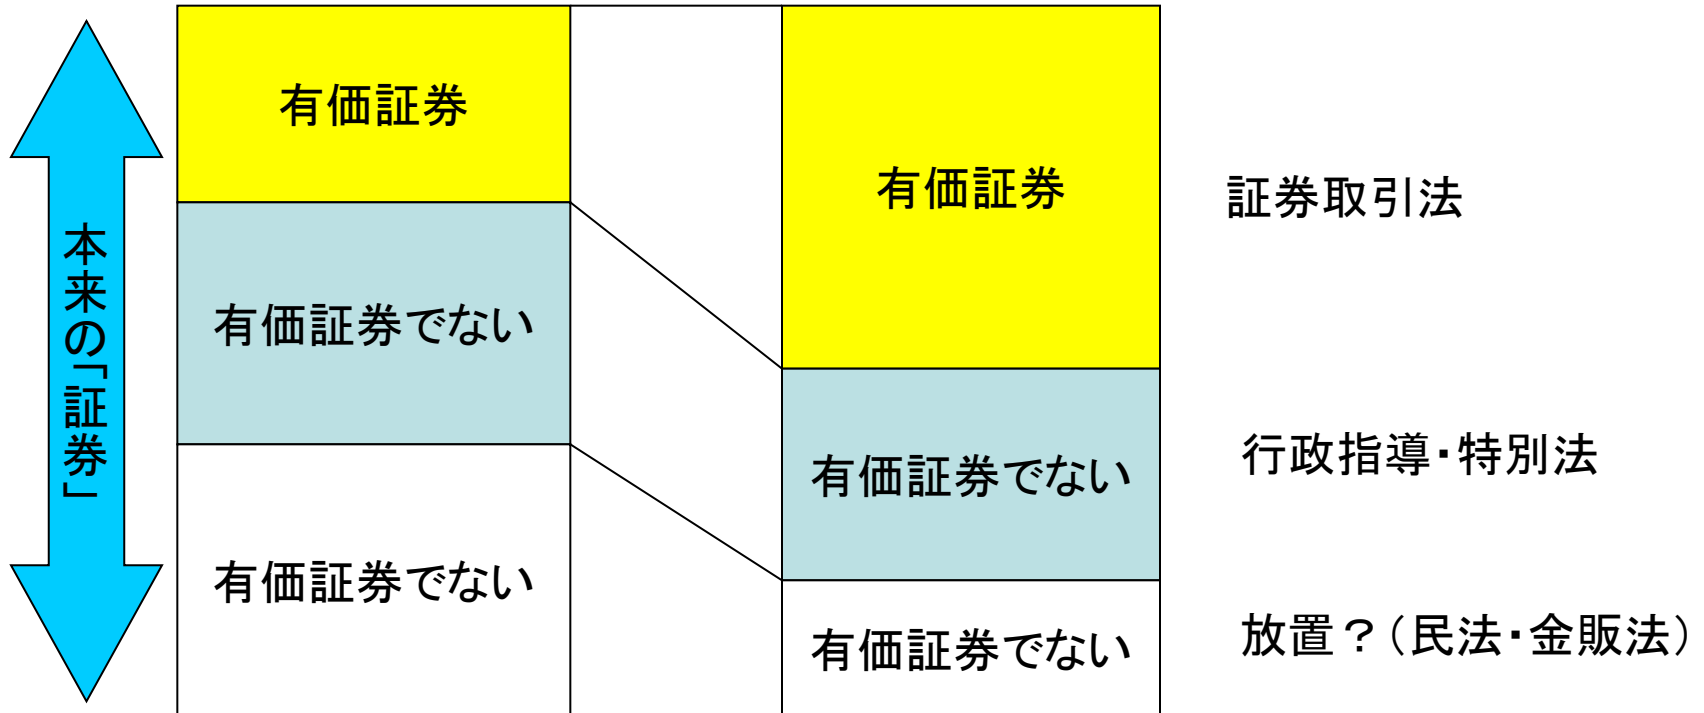 本来の「証券」
有価証券
有価証券でない
有価証券でない
有価証券
有価証券でない
有価証券でない
証券取引法
行政指導・特別法
放置？（民法・金販法）